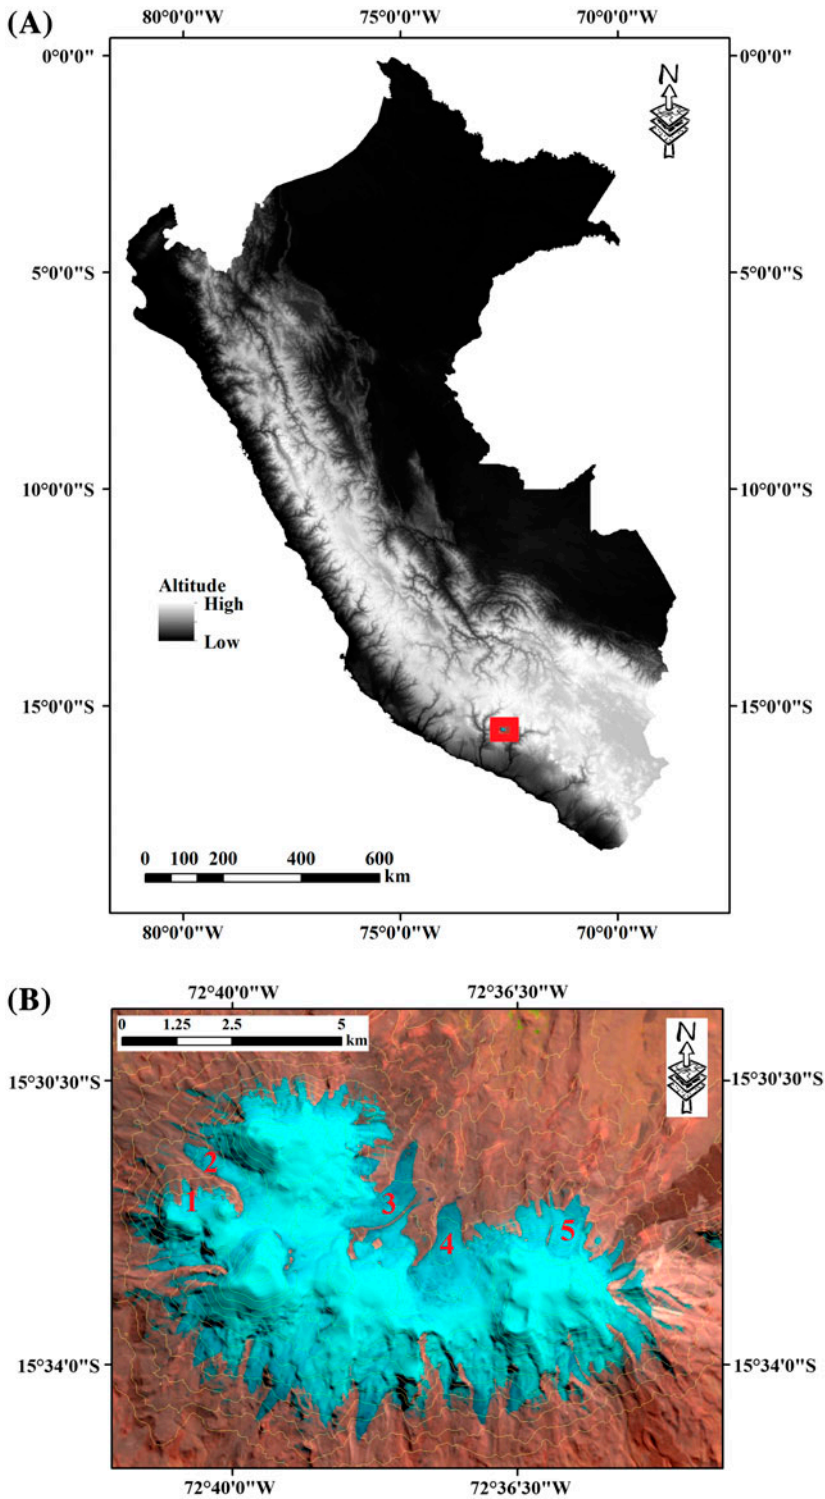 (A)
80°0'0"W 75°0'0"W 70°0'0"W
0°0'0" 0°0'0"
N
5°0'0"S 5°0'0"S
10°0'0"S 10°0'0"S
Altitude
High
Low
15°0'0"S 15°0'0"S
0 100 200 400 600
km
80°0'0"W 75°0'0"W 70°0'0"W
(B)
72°40'0"W 72°36'30"W
0 1.25 2.5 5
km
N
15°30'30"S 15°30'30"S
2
1
3
4
5
15°34'0"S 15°34'0"S
72°40'0"W 72°36'30"W